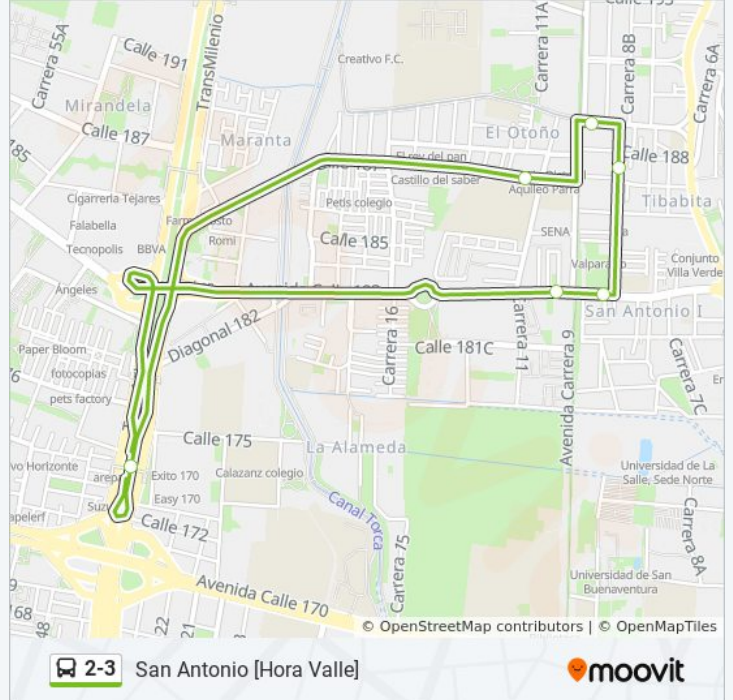 Calle 193
Carrera 55A
Calle 191
TransMilenio
Creativo F.C.
Carrera 11A
Carrera 8B
Carrera 6A
Mirandela
Calle 187
185
Maranta
El Otoño
El rey del pan
Calle 188
Castillo del saber
Aquileo Parra
Cigarrería Tejares
Petis colegio
Tibabita
Falabella
Romi
Calle 185
SENA
Tecnopolis
BBVA
Conjunto
Villa Verde
Angeles
San Antonio I
Diagonal 182
Carrera 16
Carrera 11
Calle 181C
Paper Bloom
fotocopias
pets factory
Avenida Carrera 9
Carrera 7C
Calle 175
La Alameda
Exito 170
Calazanz colegio
Universidad de La
Salle, Sede Norte
Easy 170
Calle 172
Canal Torca
Carrera 75
Carrera 8A
Universidad de San
Buenaventura
Avenida Calle 170
168
22
21
48
© OpenStreetMap contributors | © OpenMapTiles
2-3 San Antonio [Hora Valle]
moovit